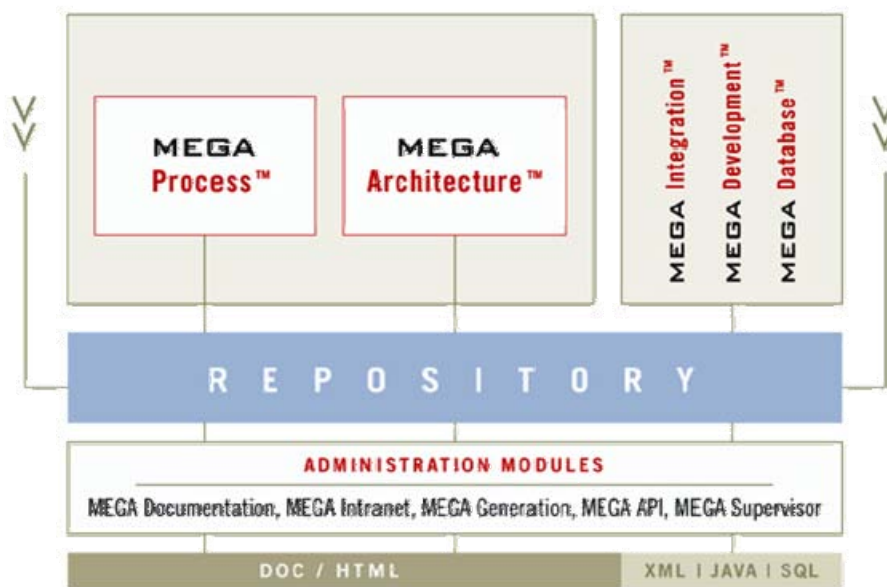 MEGA
Process™
MEGA
Architecture™
MEGA Integration™
MEGA Development™
MEGA Database™
REPOSITORY
ADMINISTRATION MODULES
MEGA Documentation, MEGA Intranet, MEGA Generation, MEGA API, MEGA Supervisor
DOC / HTML
XML | JAVA | SQL